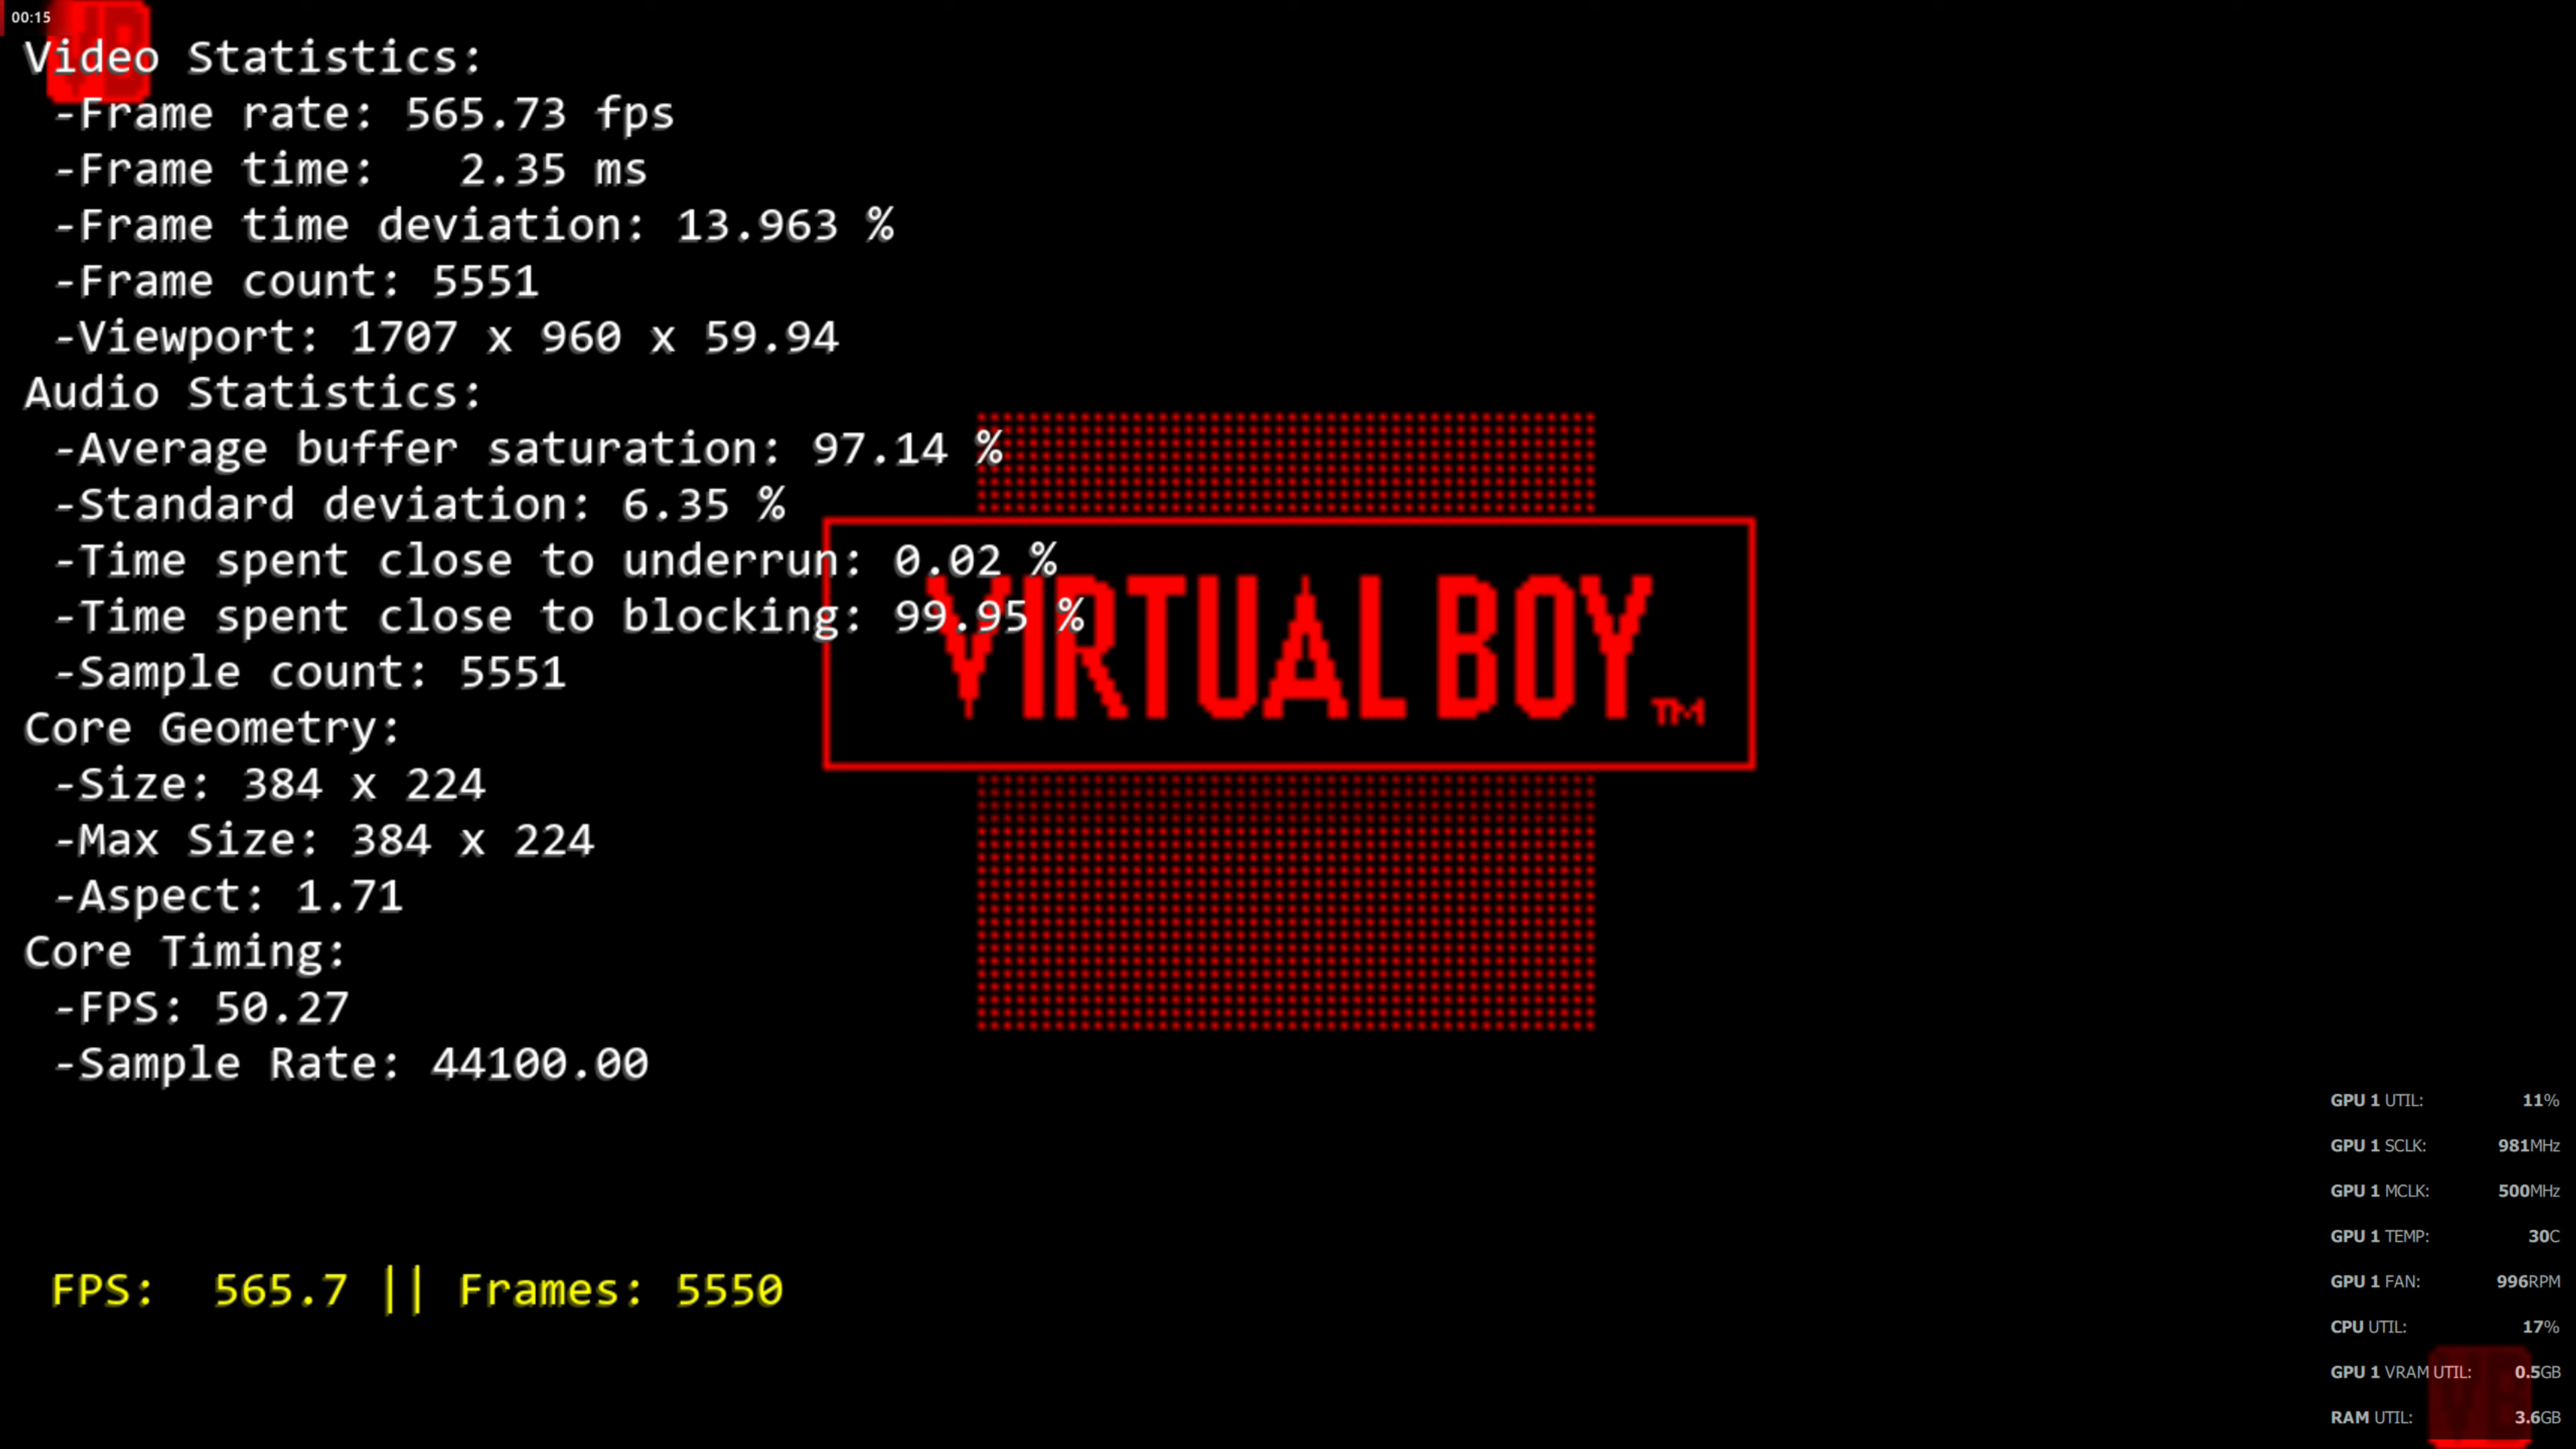 00:15
Video Statistics:
-Frame rate: 565.73 fps
-Frame time: 2.35 ms
-Frame time deviation: 13.963 %
-Frame count: 5551
-Viewport: 1707 x 960 x 59.94
Audio Statistics:
-Average buffer saturation: 97.14 %
-Standard deviation: 6.35 %
-Time spent close to underrun: 0.02 %
-Time spent close to blocking: 99.95 %
-Sample count: 5551
Core Geometry:
-Size: 384 x 224
-Max Size: 384 x 224
-Aspect: 1.71
Core Timing:
-FPS: 50.27
-Sample Rate: 44100.00
FPS: 565.7 || Frames: 5550
VIRTUAL BOY TM
GPU 1 UTIL: 11%
GPU 1 SCLK: 981MHz
GPU 1 MCLK: 500MHz
GPU 1 TEMP: 30C
GPU 1 FAN: 996RPM
CPU UTIL: 17%
GPU 1 VRAM UTIL: 0.5GB
RAM UTIL: 3.6GB